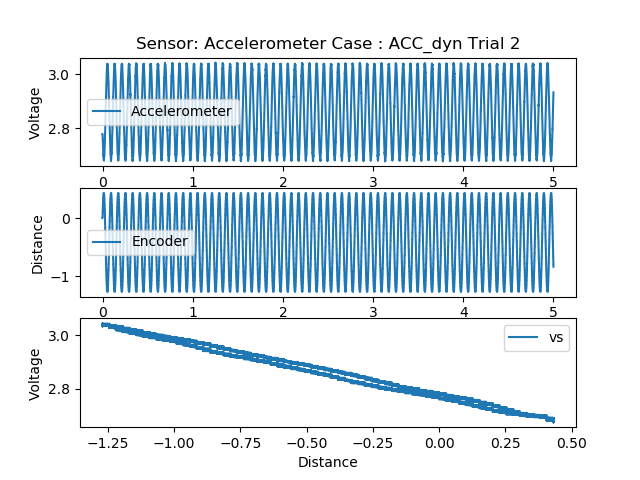 Sensor: Accelerometer Case : ACC_dyn Trial 2
3.0
2.8
Voltage
Accelerometer
0 1 2 3 4 5
0
−1
Distance
Encoder
0 1 2 3 4 5
3.0
2.8
Voltage
vs
−1.25 −1.00 −0.75 −0.50 −0.25 0.00 0.25 0.50
Distance